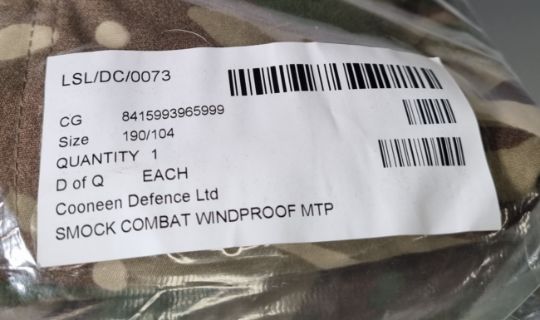 LSL/DC/0073
CG 8415993965999
Size 190/104
QUANTITY 1
D of Q EACH
Cooneen Defence Ltd
SMOCK COMBAT WINDPROOF MTP